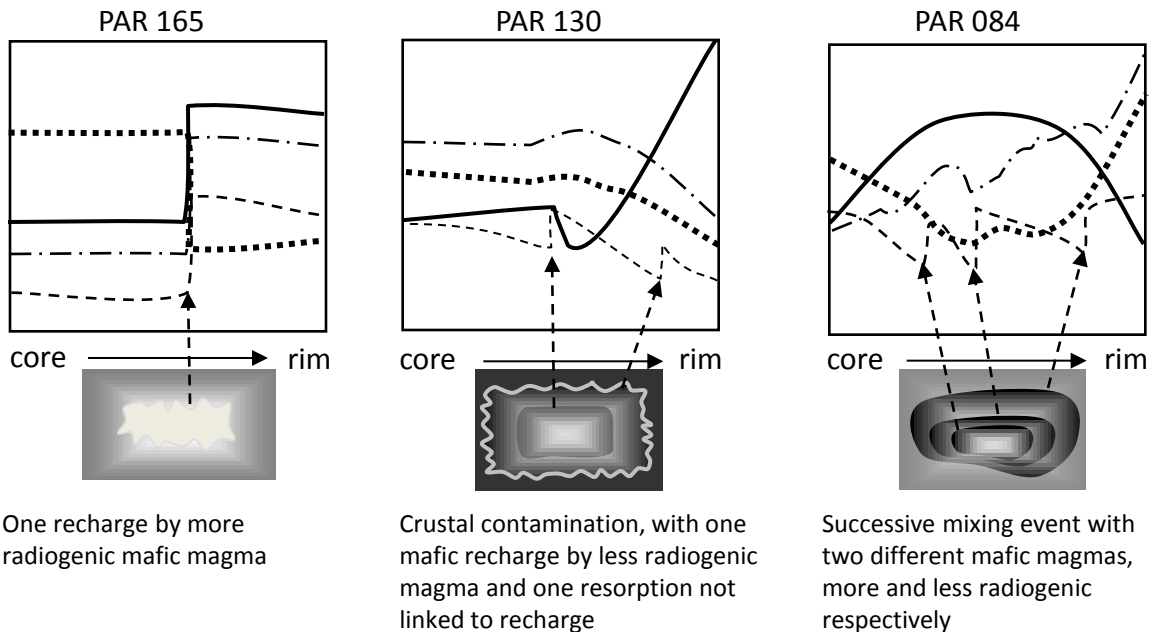 PAR 165
PAR 130
PAR 084
core
rim
core
rim
core
rim
One recharge by more
radiogenic mafic magma
Crustal contamination, with one
mafic recharge by less radiogenic
magma and one resorption not
linked to recharge
Successive mixing event with
two different mafic magmas,
more and less radiogenic
respectively